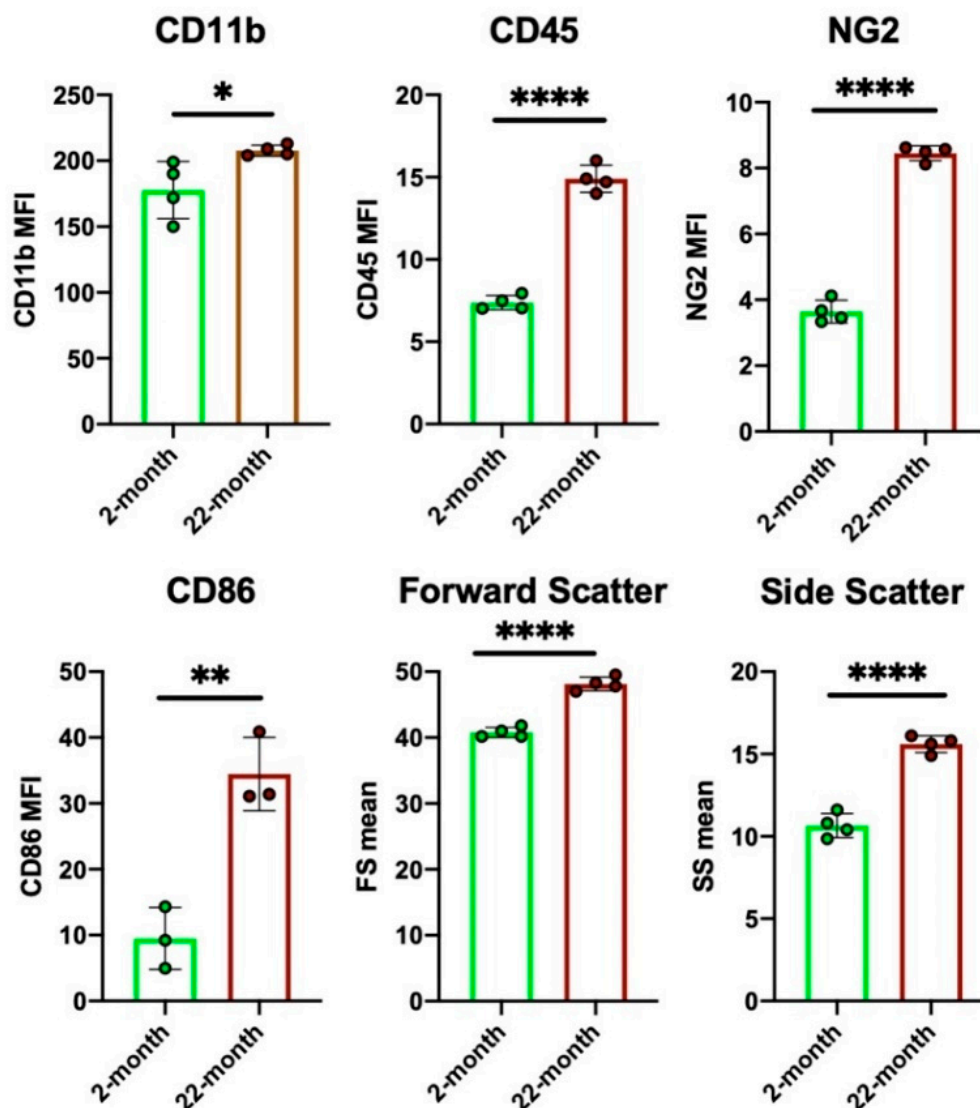 CD11b
*
250
200
150
100
50
0
CD11b MFI
2-month
22-month
CD45
****
20
15
10
5
0
CD45 MFI
2-month
22-month
NG2
****
10
8
6
4
2
0
NG2 MFI
2-month
22-month
CD86
**
50
40
30
20
10
0
CD86 MFI
2-month
22-month
Forward Scatter
****
50
40
30
20
10
0
FS mean
2-month
22-month
Side Scatter
****
20
15
10
5
0
SS mean
2-month
22-month